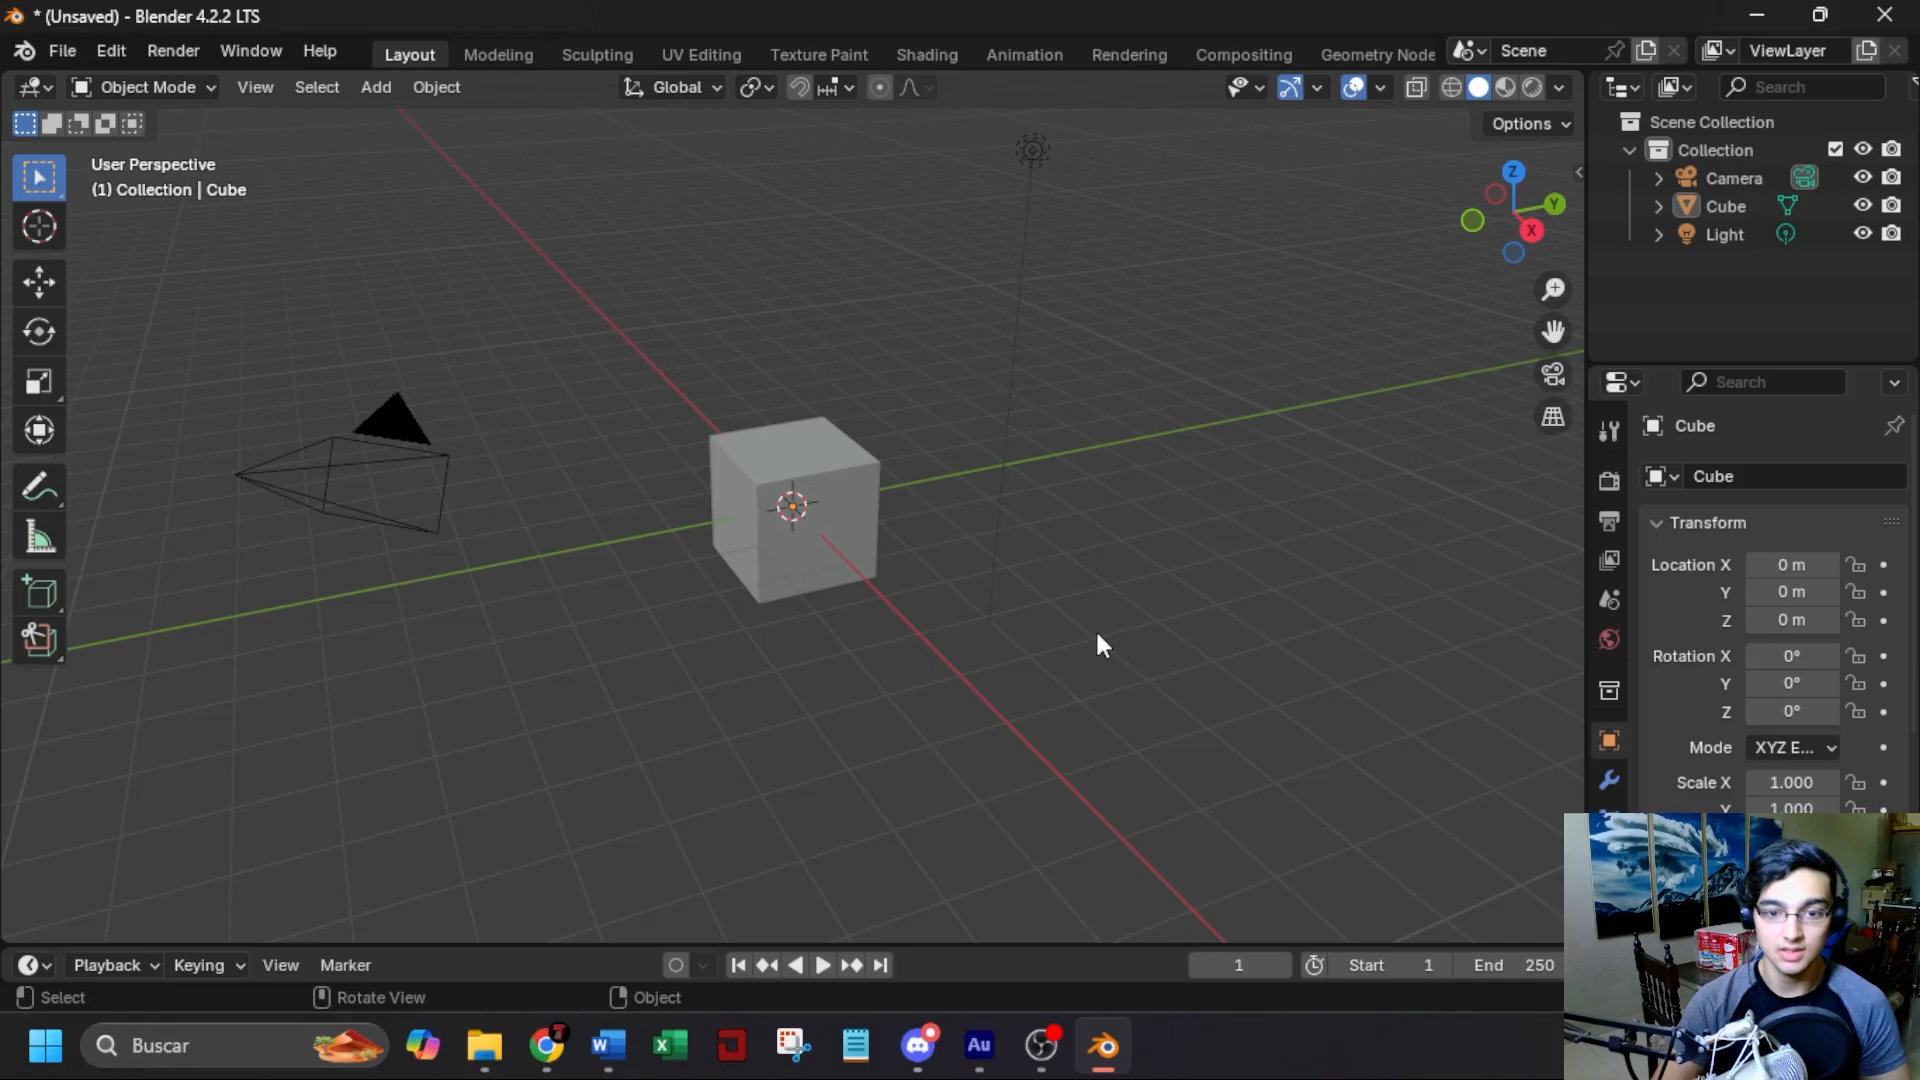 * (Unsaved) - Blender 4.2.2 LTS
File Edit Render Window Help
Layout Modeling Sculpting UV Editing Texture Paint Shading Animation Rendering Compositing Geometry Node
Scene
ViewLayer
Object Mode View Select Add Object
Global
Search
Options
User Perspective
(1) Collection | Cube
Z
Y
X
Scene Collection
Collection
Camera
Cube
Light
Search
Cube
Cube
Transform
Location X 0 m
Y 0 m
Z 0 m
Rotation X 0°
Y 0°
Z 0°
Mode XYZ E...
Scale X 1.000
Y 1.000
Playback Keying View Marker
1
Start 1
End 250
Select
Rotate View
Object
Buscar
W
X
Au